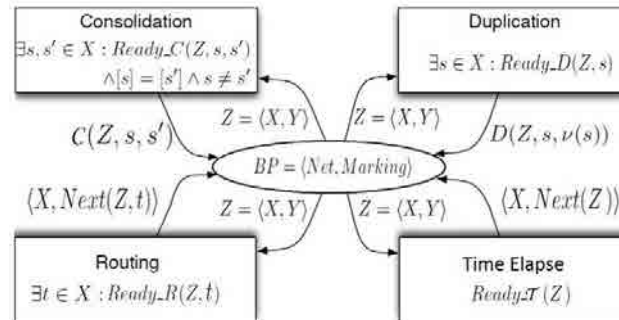 Consolidation
∃s, s′ ∈ X : Ready_C(Z, s, s′)
∧[s] = [s′] ∧ s ≠ s′
Duplication
∃s ∈ X : Ready_D(Z, s)
C(Z, s, s′)
Z = ⟨X, Y⟩
Z = ⟨X, Y⟩
D(Z, s, ν(s))
BP = ⟨Net, Marking⟩
⟨X, Next(Z, t)⟩
Z = ⟨X, Y⟩
Z = ⟨X, Y⟩
⟨X, Next(Z)⟩
Routing
∃t ∈ X : Ready_R(Z, t)
Time Elapse
Ready_T(Z)